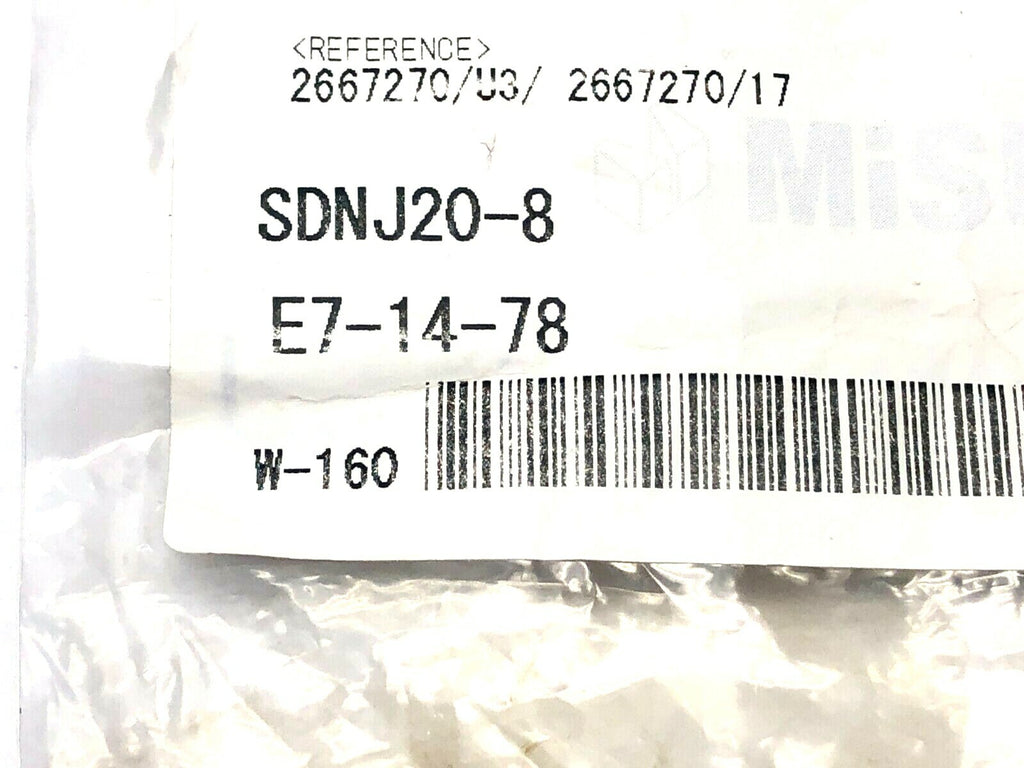 <REFERENCE>
2667270/U3/ 2667270/17
SDNJ20-8
E7-14-78
W-160